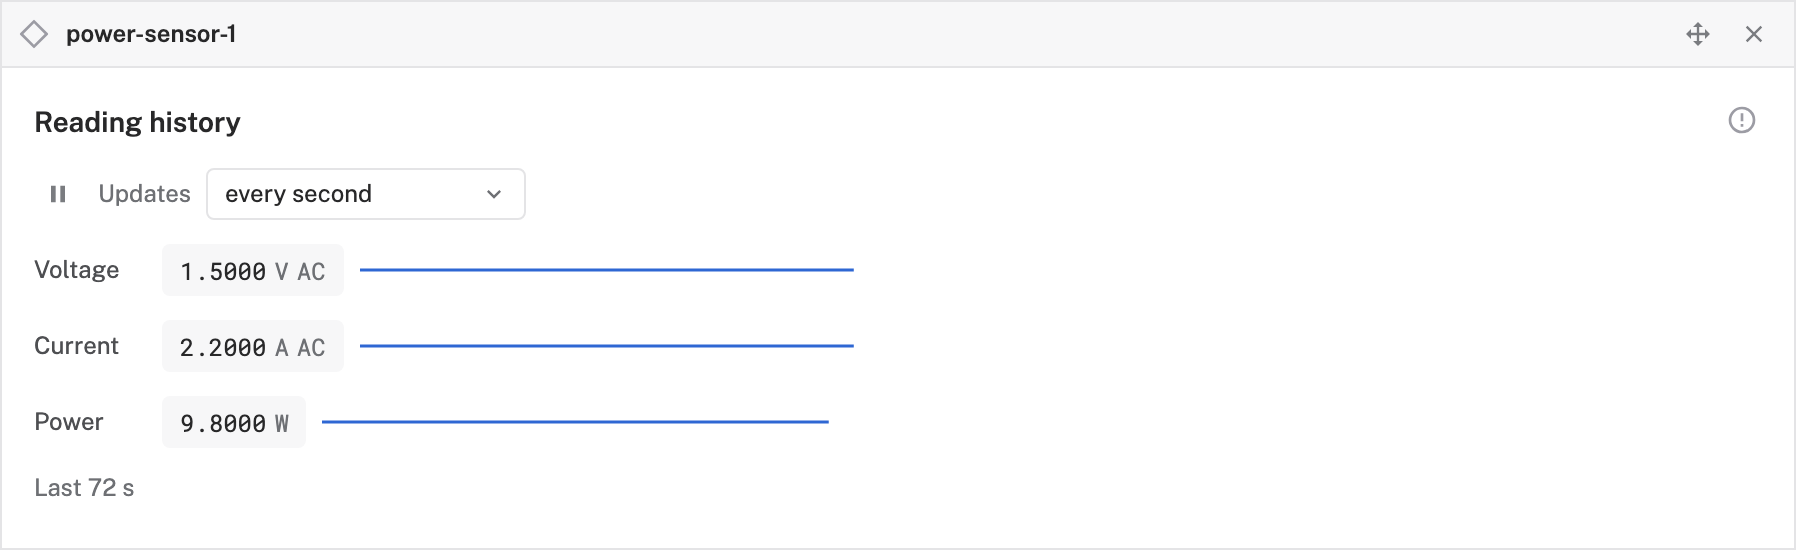 power-sensor-1
Reading history
Updates every second
Voltage 1.5000 V AC
Current 2.2000 A AC
Power 9.8000 W
Last 72 s